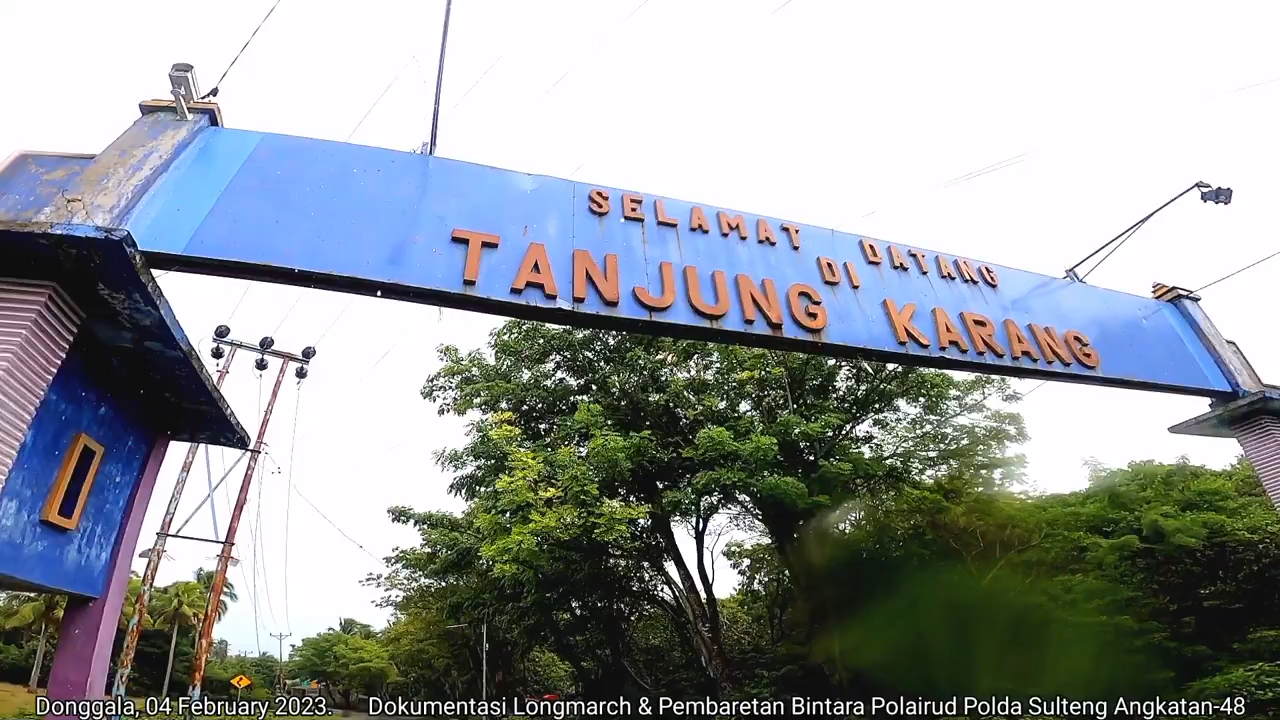 SELAMAT DATANG
DI
TANJUNG KARANG
Donggala, 04 February 2023. Dokumentasi Longmarch & Pembaretan Bintara Polairud Polda Sulteng Angkatan-48